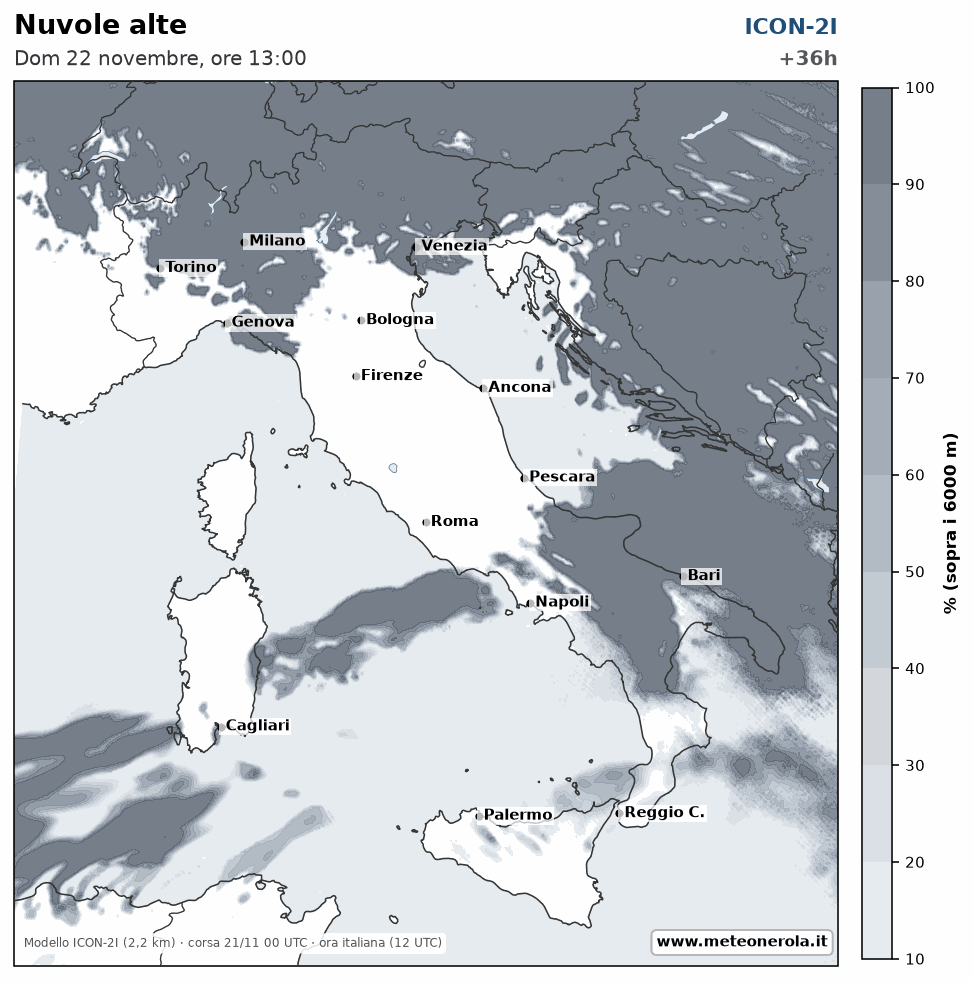 Nuvole alte
ICON-2I
Dom 22 novembre, ore 13:00
+36h
100
90
80
70
60
50
40
30
20
10
% (sopra i 6000 m)
Milano
Venezia
Torino
Genova
Bologna
Firenze
Ancona
Pescara
Roma
Bari
Napoli
Cagliari
Palermo
Reggio C.
Modello ICON-2I (2,2 km) · corsa 21/11 00 UTC · ora italiana (12 UTC)
www.meteonerola.it